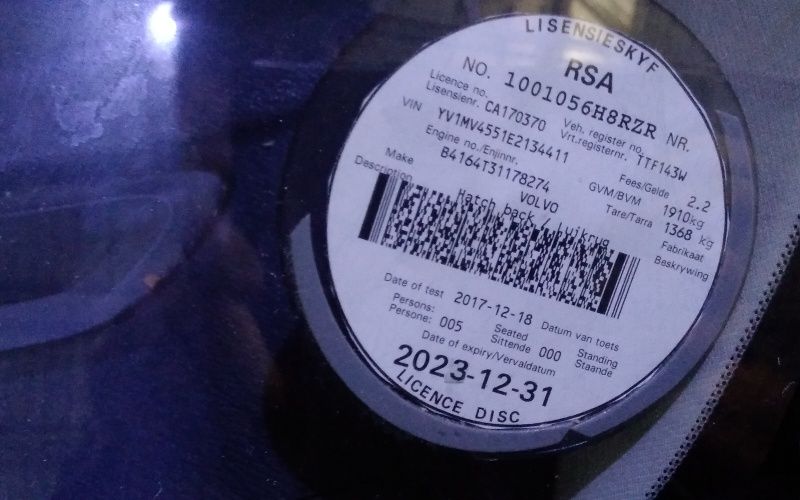 LISENSIESKYF
RSA
NO. 1001056H8RZR NR.
Licence no. Veh. register no.
Lisensienr. CA170370 Vrt.registernr. TTF143W
VIN YV1MV4551E2134411 Fees/Gelde 2.2
Engine no./Enjinnr. GVM/BVM 1910kg
B4164T31178274 Tare/Tarra 1368 kg
Make VOLVO Fabrikaat
Description Hatch back / Luikrug Beskrywing
Date of test 2017-12-18 Datum van toets
Persons: Seated Standing
Persone: 005 Sittende 000 Staande
Date of expiry/Vervaldatum
2023-12-31
LICENCE DISC